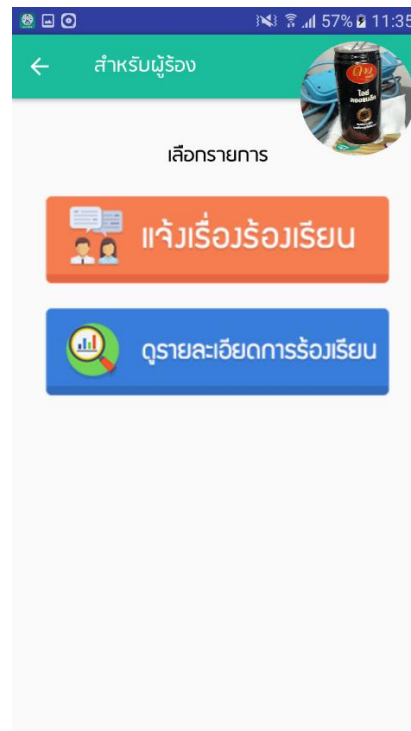 57% 11:35
สำหรับผู้ร้อง
เลือกรายการ
แจ้งเรื่องร้องเรียน
ดูรายละเอียดการร้องเรียน